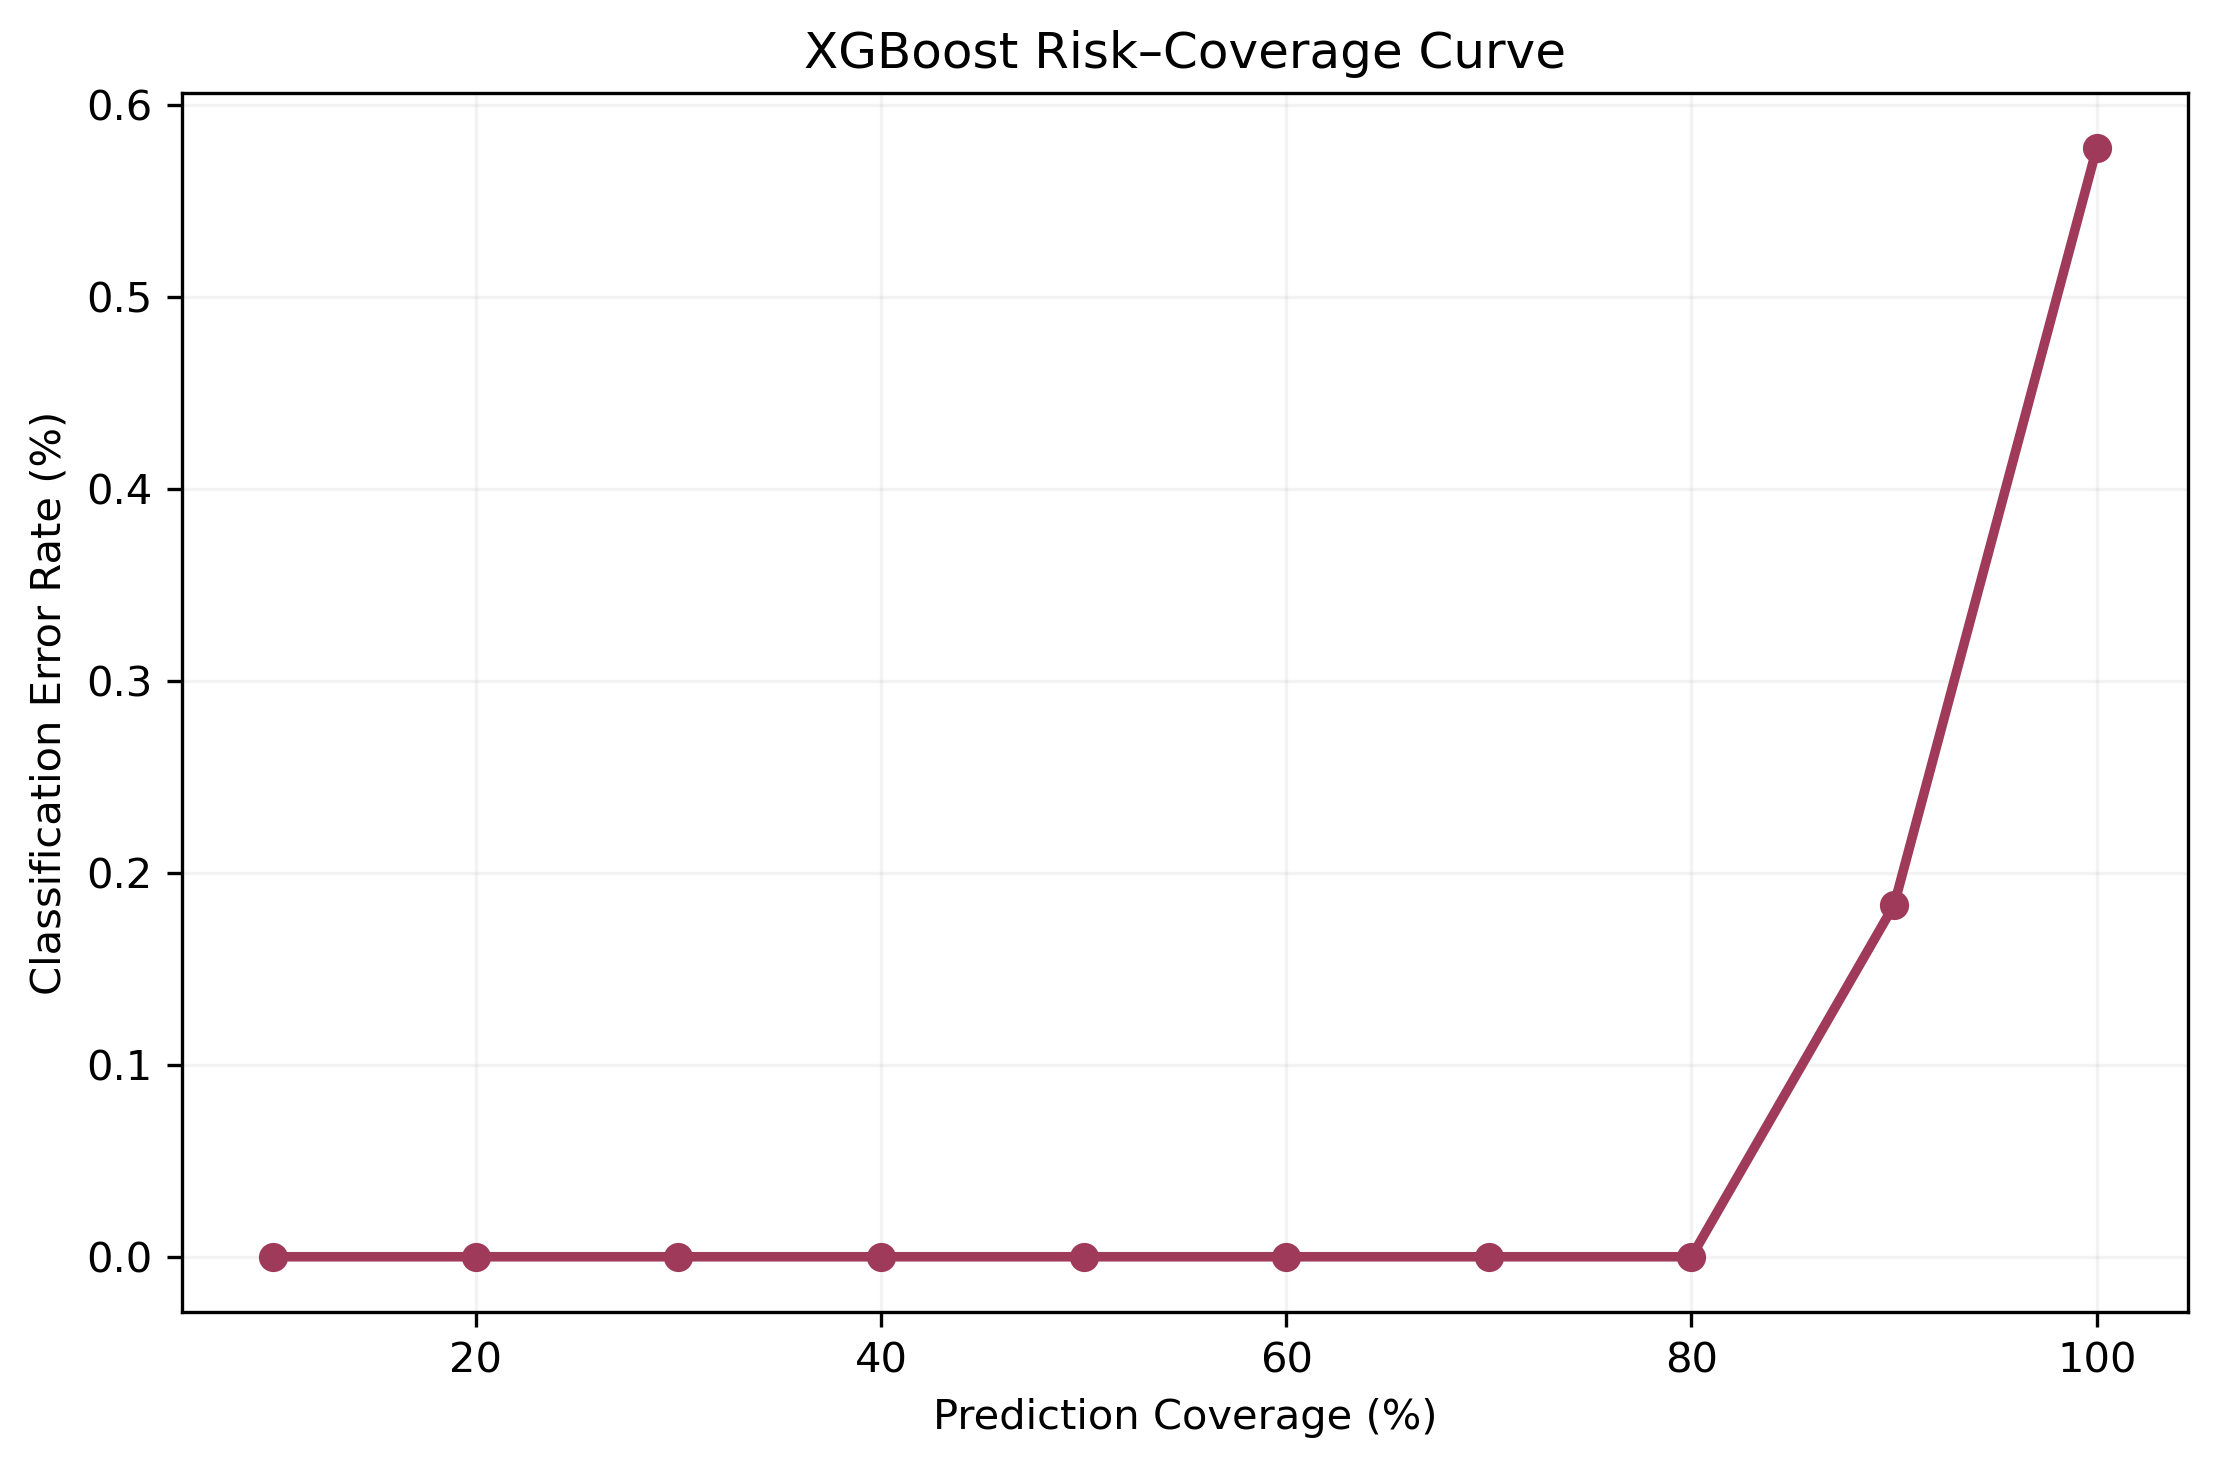 XGBoost Risk–Coverage Curve
0.6
0.5
0.4
0.3
0.2
0.1
0.0
Classification Error Rate (%)
20 40 60 80 100
Prediction Coverage (%)